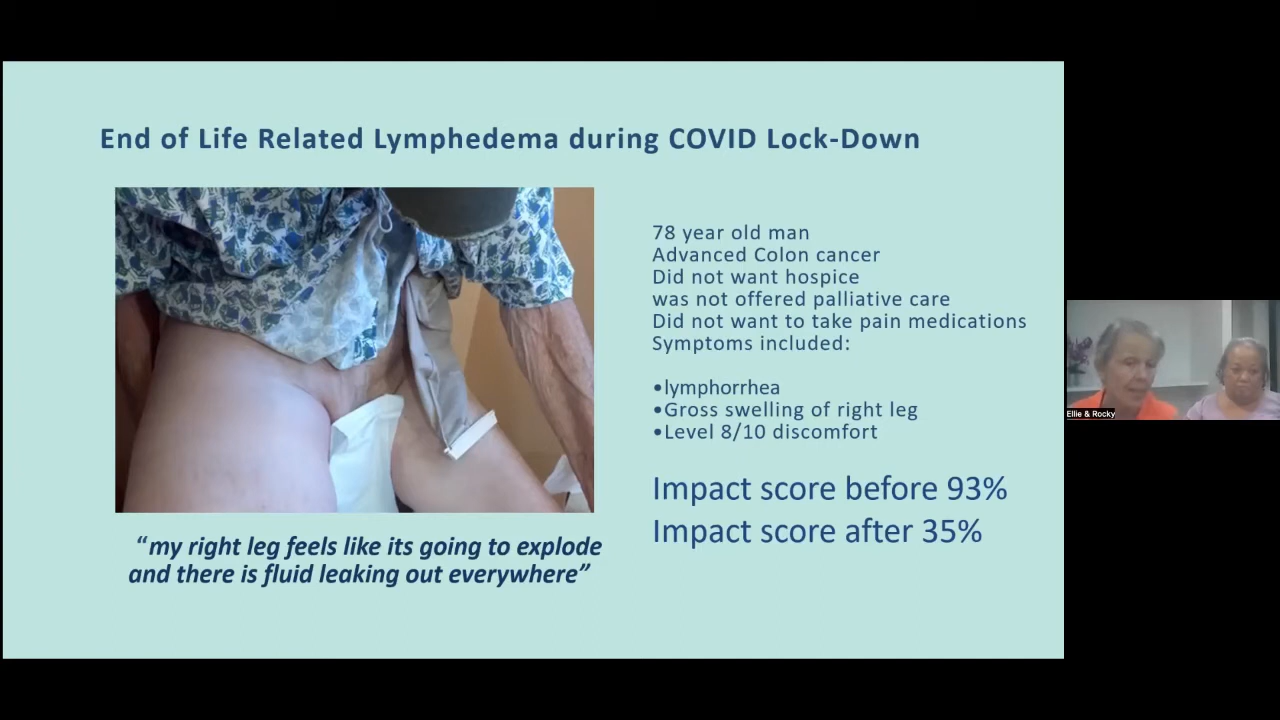 End of Life Related Lymphedema during COVID Lock-Down
78 year old man
Advanced Colon cancer
Did not want hospice
was not offered palliative care
Did not want to take pain medications
Symptoms included:
•lymphorrhea
•Gross swelling of right leg
•Level 8/10 discomfort
Impact score before 93%
Impact score after 35%
“my right leg feels like its going to explode
and there is fluid leaking out everywhere”
Ellie & Rocky